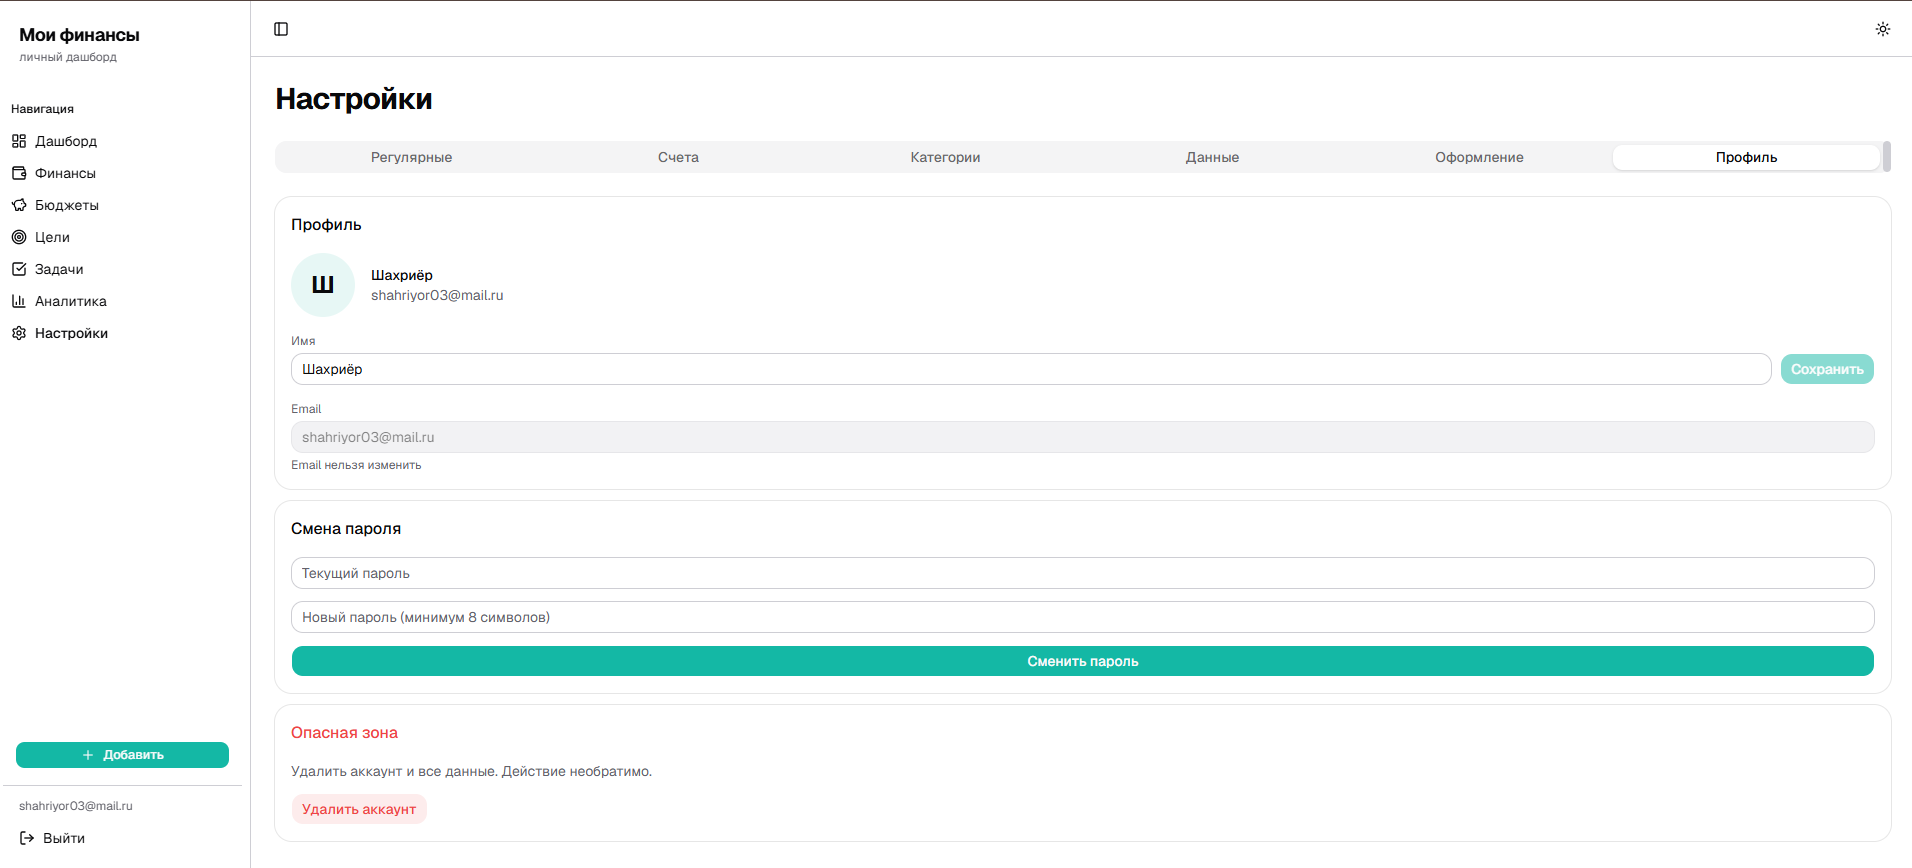 Мои финансы
личный дашборд
Навигация
Дашборд
Финансы
Бюджеты
Цели
Задачи
Аналитика
Настройки
Добавить
shahriyor03@mail.ru
Выйти
Настройки
Регулярные Счета Категории Данные Оформление Профиль
Профиль
Ш
Шахриёр
shahriyor03@mail.ru
Имя
Шахриёр
Сохранить
Email
shahriyor03@mail.ru
Email нельзя изменить
Смена пароля
Текущий пароль
Новый пароль (минимум 8 символов)
Сменить пароль
Опасная зона
Удалить аккаунт и все данные. Действие необратимо.
Удалить аккаунт